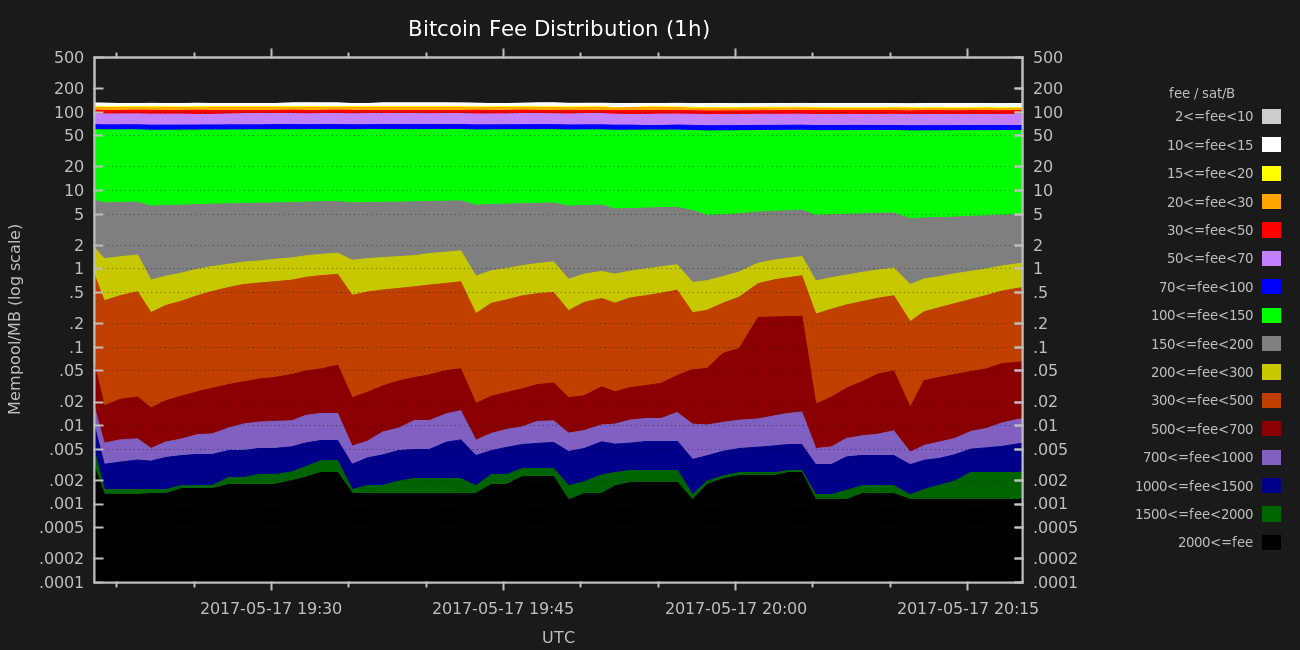 Bitcoin Fee Distribution (1h)
500
200
100
50
20
10
5
2
1
.5
.2
.1
.05
.02
.01
.005
.002
.001
.0005
.0002
.0001
Mempool/MB (log scale)
500
200
100
50
20
10
5
2
1
.5
.2
.1
.05
.02
.01
.005
.002
.001
.0005
.0002
.0001
2017-05-17 19:30
2017-05-17 19:45
2017-05-17 20:00
2017-05-17 20:15
UTC
fee / sat/B
2<=fee<10
10<=fee<15
15<=fee<20
20<=fee<30
30<=fee<50
50<=fee<70
70<=fee<100
100<=fee<150
150<=fee<200
200<=fee<300
300<=fee<500
500<=fee<700
700<=fee<1000
1000<=fee<1500
1500<=fee<2000
2000<=fee